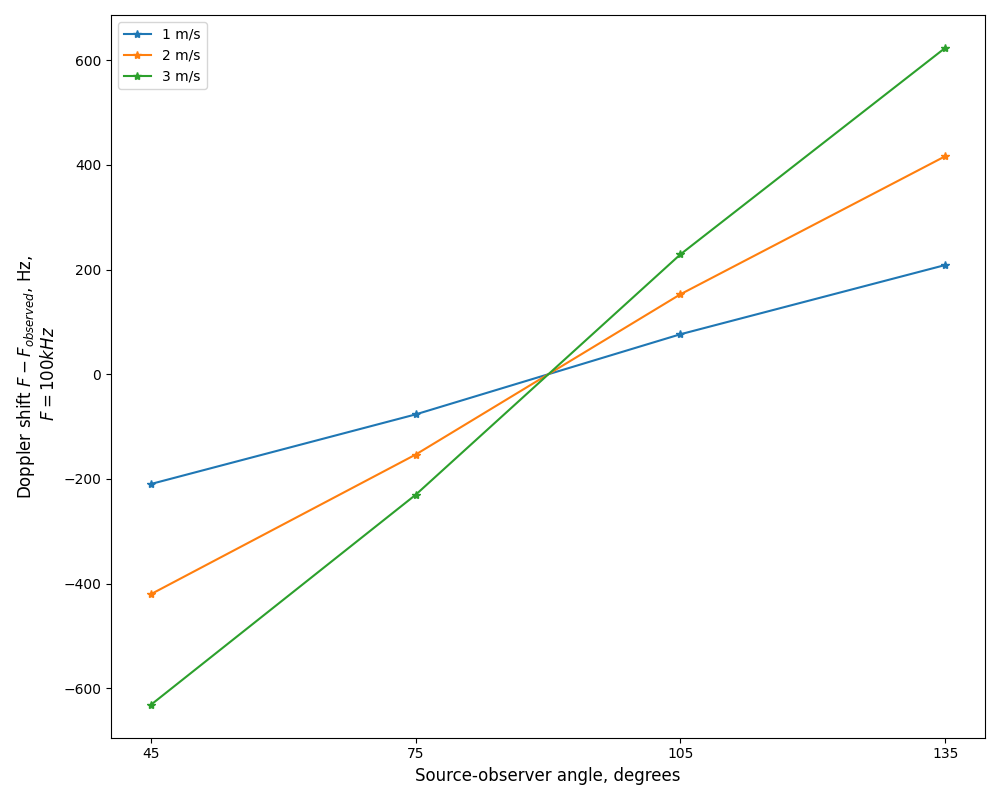 1 m/s
2 m/s
3 m/s
600
400
200
0
−200
−400
−600
Doppler shift F − F_observed, Hz,
F = 100kHz
45 75 105 135
Source-observer angle, degrees